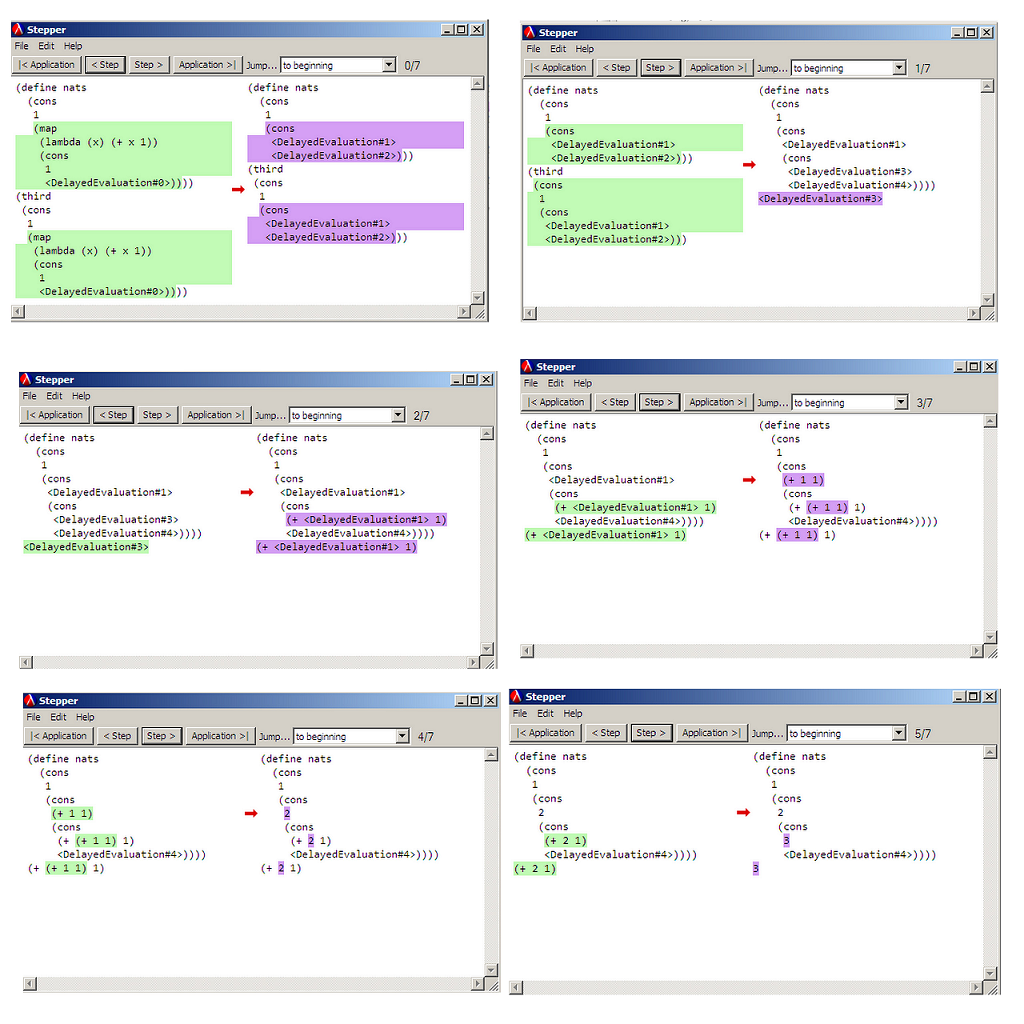 Stepper
File Edit Help
|< Application < Step Step > Application >| Jump... to beginning 0/7
(define nats
(cons
1
(map
(lambda (x) (+ x 1))
(cons
1
<DelayedEvaluation#0>))))
(third
(cons
1
(map
(lambda (x) (+ x 1))
(cons
1
<DelayedEvaluation#0>))))
(define nats
(cons
1
(cons
<DelayedEvaluation#1>
<DelayedEvaluation#2>)))
(third
(cons
1
(cons
<DelayedEvaluation#1>
<DelayedEvaluation#2>)))
Stepper
File Edit Help
|< Application < Step Step > Application >| Jump... to beginning 1/7
(define nats
(cons
1
(cons
<DelayedEvaluation#1>
<DelayedEvaluation#2>)))
(third
(cons
1
(cons
<DelayedEvaluation#1>
<DelayedEvaluation#2>)))
(define nats
(cons
1
(cons
<DelayedEvaluation#1>
(cons
<DelayedEvaluation#3>
<DelayedEvaluation#4>))))
<DelayedEvaluation#3>
Stepper
File Edit Help
|< Application < Step Step > Application >| Jump... to beginning 2/7
(define nats
(cons
1
(cons
<DelayedEvaluation#1>
(cons
<DelayedEvaluation#3>
<DelayedEvaluation#4>))))
<DelayedEvaluation#3>
(define nats
(cons
1
(cons
<DelayedEvaluation#1>
(cons
(+ <DelayedEvaluation#1> 1)
<DelayedEvaluation#4>))))
(+ <DelayedEvaluation#1> 1)
Stepper
File Edit Help
|< Application < Step Step > Application >| Jump... to beginning 3/7
(define nats
(cons
1
(cons
<DelayedEvaluation#1>
(cons
(+ <DelayedEvaluation#1> 1)
<DelayedEvaluation#4>))))
(+ <DelayedEvaluation#1> 1)
(define nats
(cons
1
(cons
(+ 1 1)
(cons
(+ (+ 1 1) 1)
<DelayedEvaluation#4>))))
(+ (+ 1 1) 1)
Stepper
File Edit Help
|< Application < Step Step > Application >| Jump... to beginning 4/7
(define nats
(cons
1
(cons
(+ 1 1)
(cons
(+ (+ 1 1) 1)
<DelayedEvaluation#4>))))
(+ (+ 1 1) 1)
(define nats
(cons
1
(cons
2
(cons
(+ 2 1)
<DelayedEvaluation#4>))))
(+ 2 1)
Stepper
File Edit Help
|< Application < Step Step > Application >| Jump... to beginning 5/7
(define nats
(cons
1
(cons
2
(cons
(+ 2 1)
<DelayedEvaluation#4>))))
(+ 2 1)
(define nats
(cons
1
(cons
2
(cons
3
<DelayedEvaluation#4>))))
3